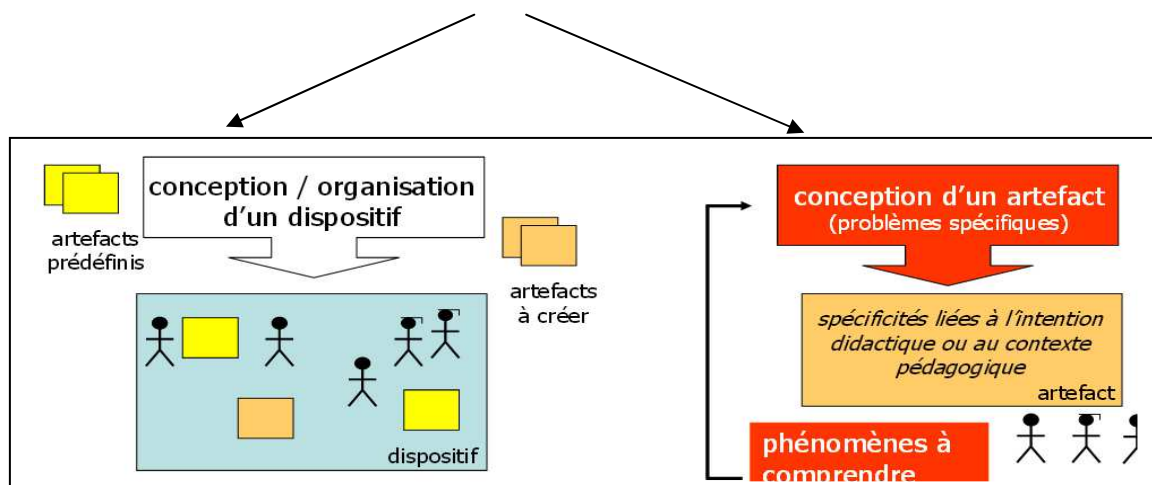 conception / organisation
d'un dispositif
artefacts
prédéfinis
artefacts
à créer
dispositif
conception d'un artefact
(problèmes spécifiques)
spécificités liées à l'intention
didactique ou au contexte
pédagogique
artefact
phénomènes à
comprendre